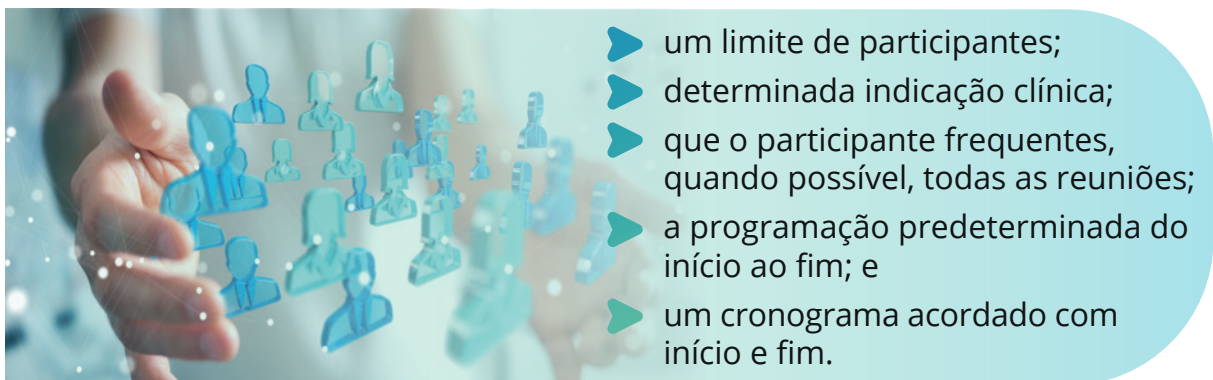 um limite de participantes;
determinada indicação clínica;
que o participante frequentes,
quando possível, todas as reuniões;
a programação predeterminada do
início ao fim; e
um cronograma acordado com
início e fim.